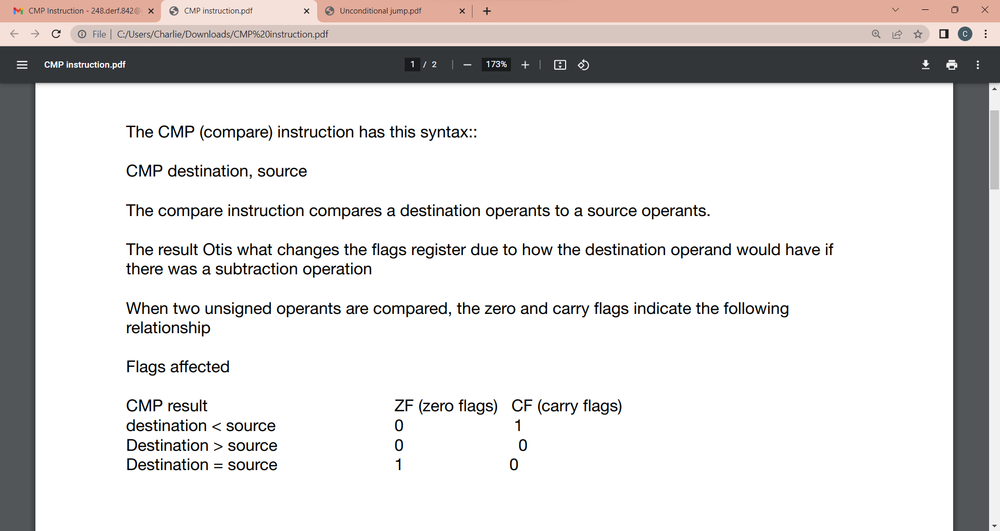 CMP Instruction - 248.derf.842@
CMP instruction.pdf
Unconditional jump.pdf
File
C:/Users/Charlie/Downloads/CMP%20instruction.pdf
C
CMP instruction.pdf
1 / 2
173%
The CMP (compare) instruction has this syntax::
CMP destination, source
The compare instruction compares a destination operants to a source operants.
The result Otis what changes the flags register due to how the destination operand would have if
there was a subtraction operation
When two unsigned operants are compared, the zero and carry flags indicate the following
relationship
Flags affected
CMP result ZF (zero flags) CF (carry flags)
destination < source 0 1
Destination > source 0 0
Destination = source 1 0